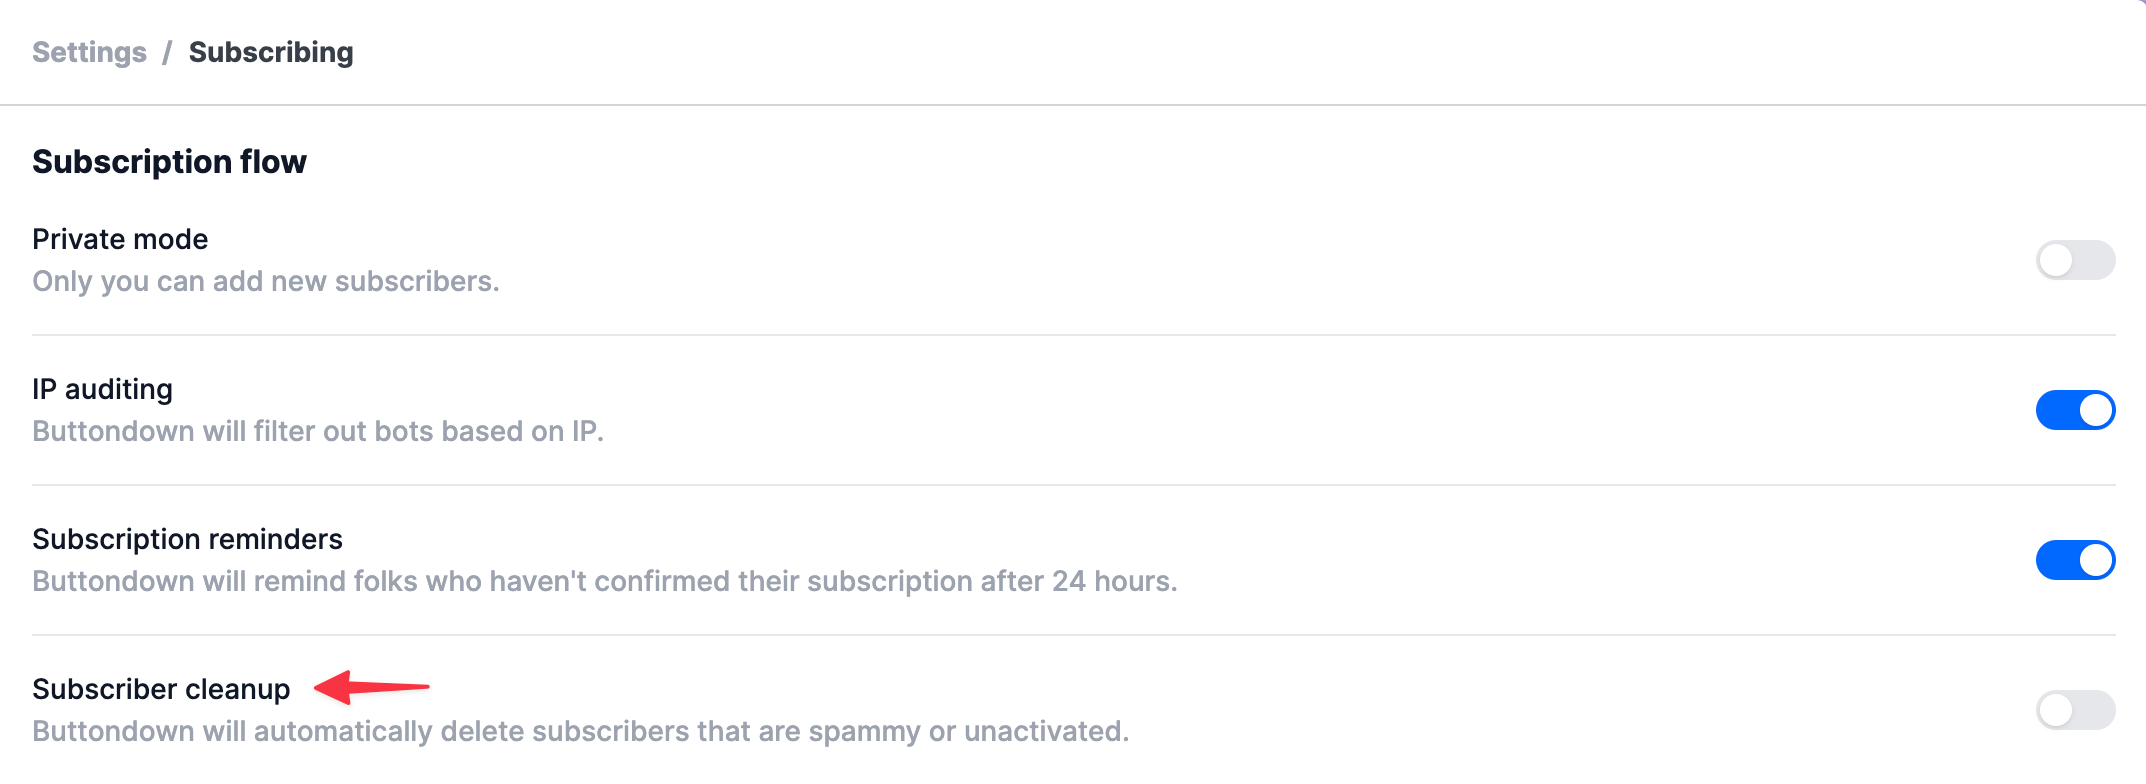 Settings / Subscribing
Subscription flow
Private mode
Only you can add new subscribers.
IP auditing
Buttondown will filter out bots based on IP.
Subscription reminders
Buttondown will remind folks who haven't confirmed their subscription after 24 hours.
Subscriber cleanup
Buttondown will automatically delete subscribers that are spammy or unactivated.